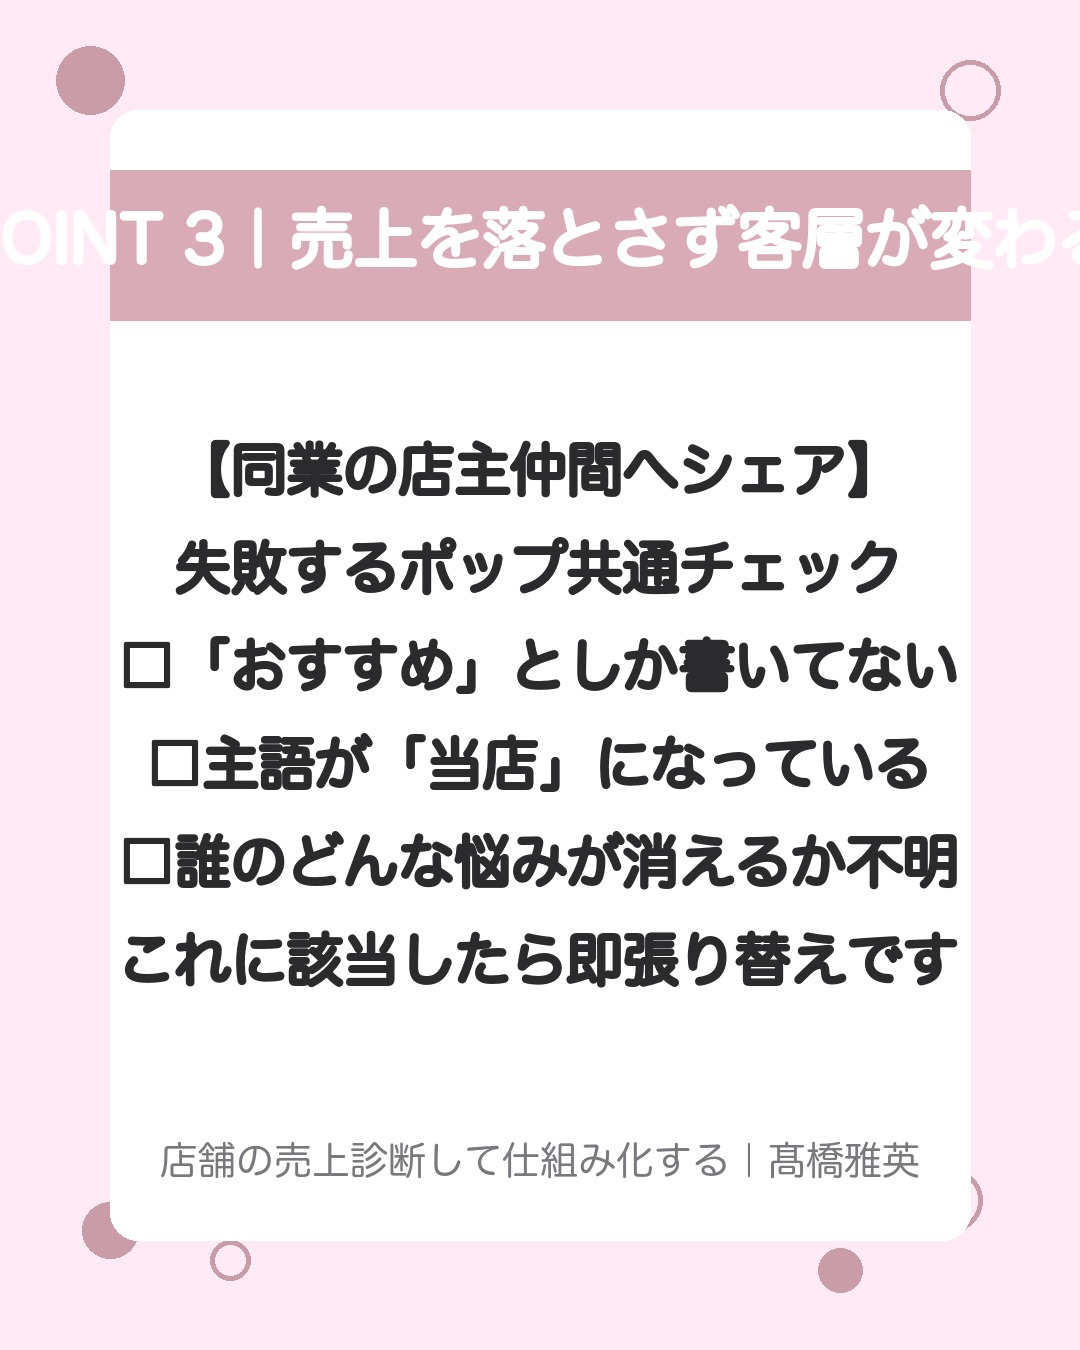 OINT 3｜売上を落とさず客層が変わる
【同業の店主仲間へシェア】
失敗するポップ共通チェック
□「おすすめ」としか書いてない
□主語が「当店」になっている
□誰のどんな悩みが消えるか不明
これに該当したら即張り替えです
店舗の売上診断して仕組み化する｜髙橋雅英